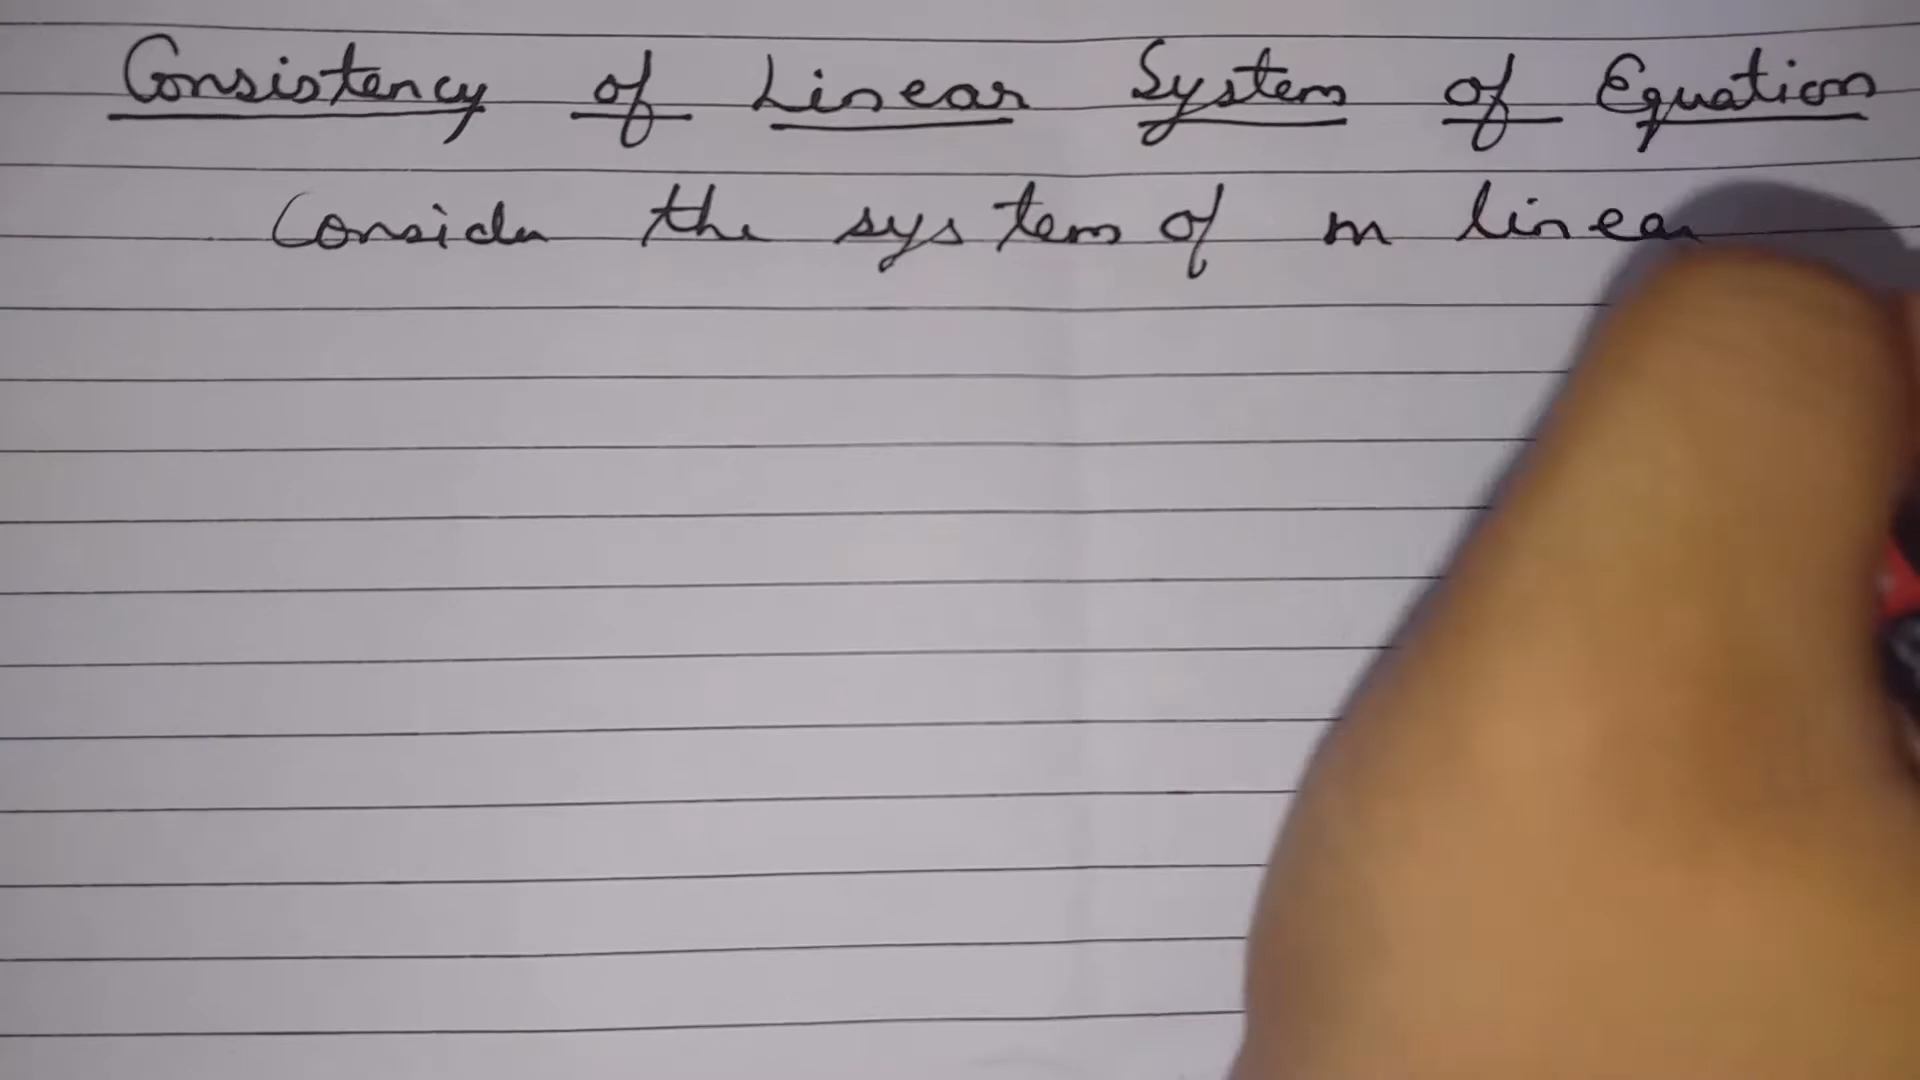 Consistency of Linear System of Equation
Consider the system of m linear